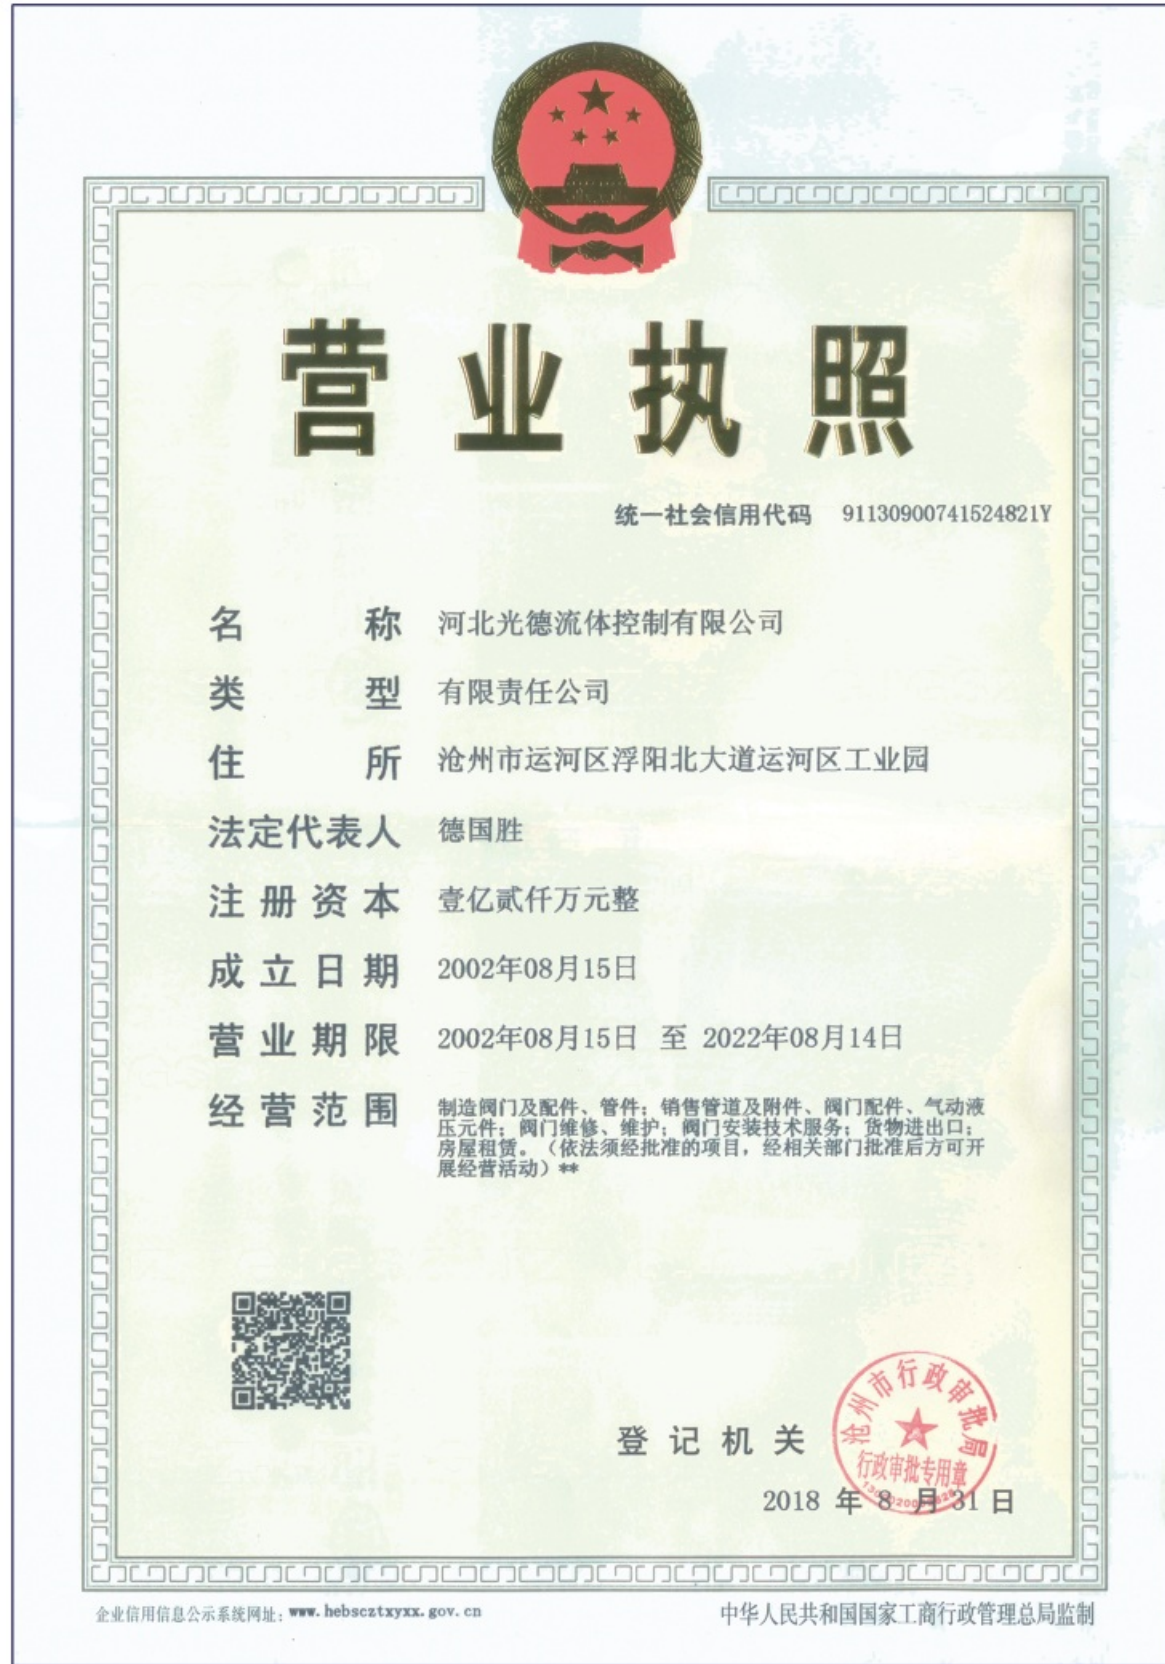 营业执照
统一社会信用代码 91130900741524821Y
名称 河北光德流体控制有限公司
类型 有限责任公司
住所 沧州市运河区浮阳北大道运河区工业园
法定代表人 德国胜
注册资本 壹亿贰仟万元整
成立日期 2002年08月15日
营业期限 2002年08月15日 至 2022年08月14日
经营范围 制造阀门及配件、管件；销售管道及附件、阀门配件、气动液
压元件；阀门维修、维护；阀门安装技术服务；货物进出口；
房屋租赁。（依法须经批准的项目，经相关部门批准后方可开
展经营活动）**
沧州市行政审批局
登记机关
行政审批专用章
2018 年 8 月 31 日
企业信用信息公示系统网址：www.hebscztxyxx.gov.cn
中华人民共和国国家工商行政管理总局监制